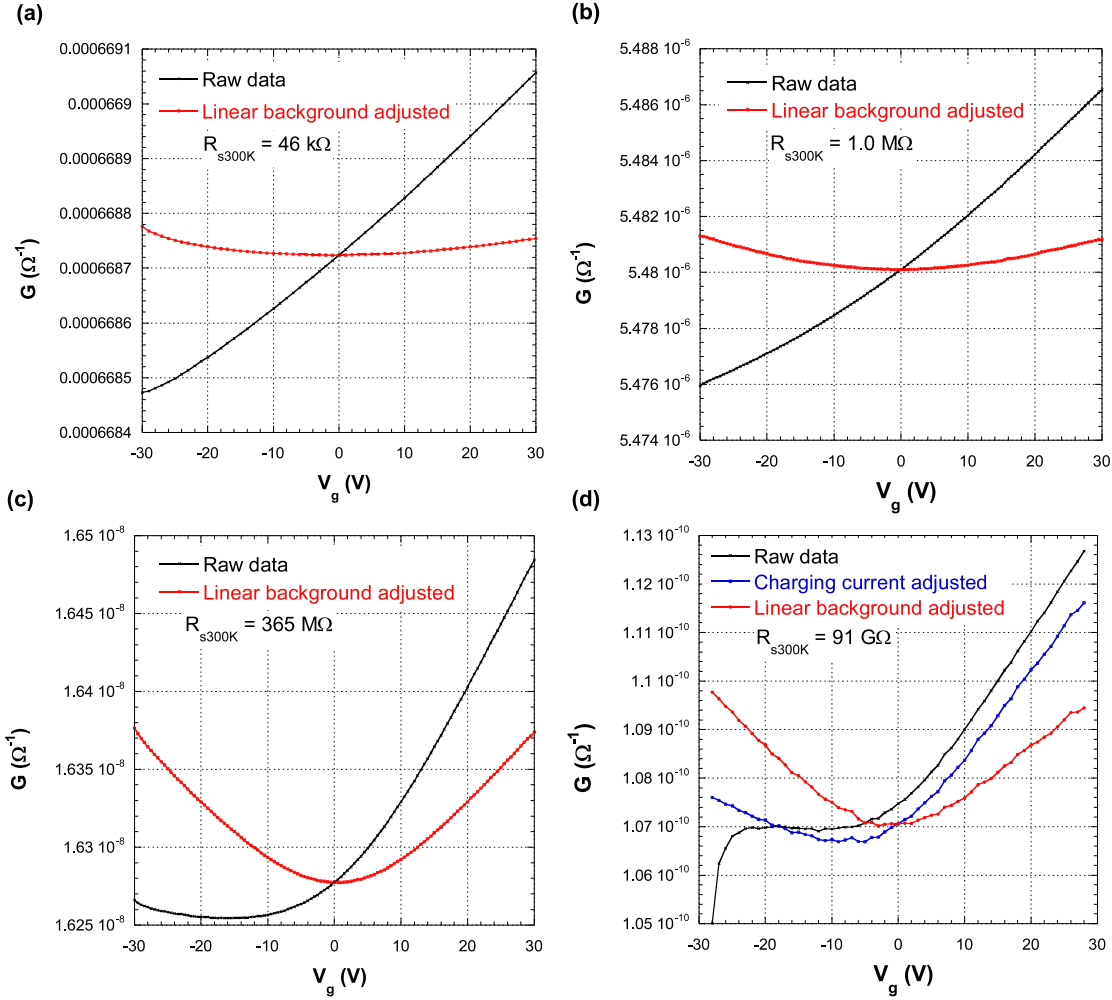 (a)
0.0006691
0.000669
0.0006689
0.0006688
0.0006687
0.0006686
0.0006685
0.0006684
G (Ω⁻¹)
Raw data
Linear background adjusted
R_s300K = 46 kΩ
-30 -20 -10 0 10 20 30
V_g (V)
(b)
5.488 10⁻⁶
5.486 10⁻⁶
5.484 10⁻⁶
5.482 10⁻⁶
5.48 10⁻⁶
5.478 10⁻⁶
5.476 10⁻⁶
5.474 10⁻⁶
G (Ω⁻¹)
Raw data
Linear background adjusted
R_s300K = 1.0 MΩ
-30 -20 -10 0 10 20 30
V_g (V)
(c)
1.65 10⁻⁸
1.645 10⁻⁸
1.64 10⁻⁸
1.635 10⁻⁸
1.63 10⁻⁸
1.625 10⁻⁸
G (Ω⁻¹)
Raw data
Linear background adjusted
R_s300K = 365 MΩ
-30 -20 -10 0 10 20 30
V_g (V)
(d)
1.13 10⁻¹⁰
1.12 10⁻¹⁰
1.11 10⁻¹⁰
1.1 10⁻¹⁰
1.09 10⁻¹⁰
1.08 10⁻¹⁰
1.07 10⁻¹⁰
1.06 10⁻¹⁰
1.05 10⁻¹⁰
G (Ω⁻¹)
Raw data
Charging current adjusted
Linear background adjusted
R_s300K = 91 GΩ
-30 -20 -10 0 10 20 30
V_g (V)